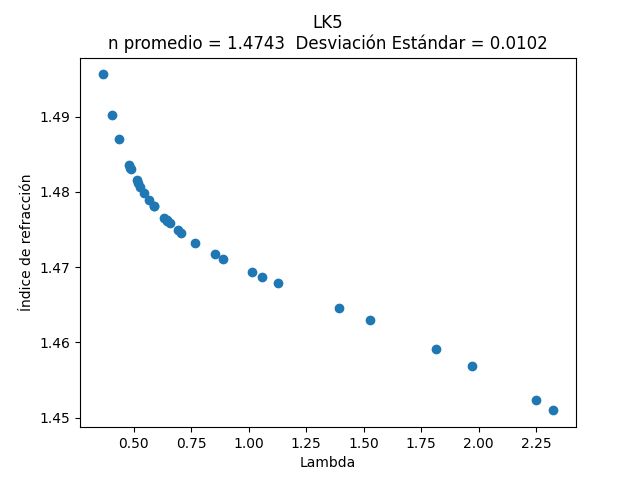 LK5
n promedio = 1.4743  Desviación Estándar = 0.0102
1.49
1.48
1.47
1.46
1.45
Índice de refracción
0.50 0.75 1.00 1.25 1.50 1.75 2.00 2.25
Lambda